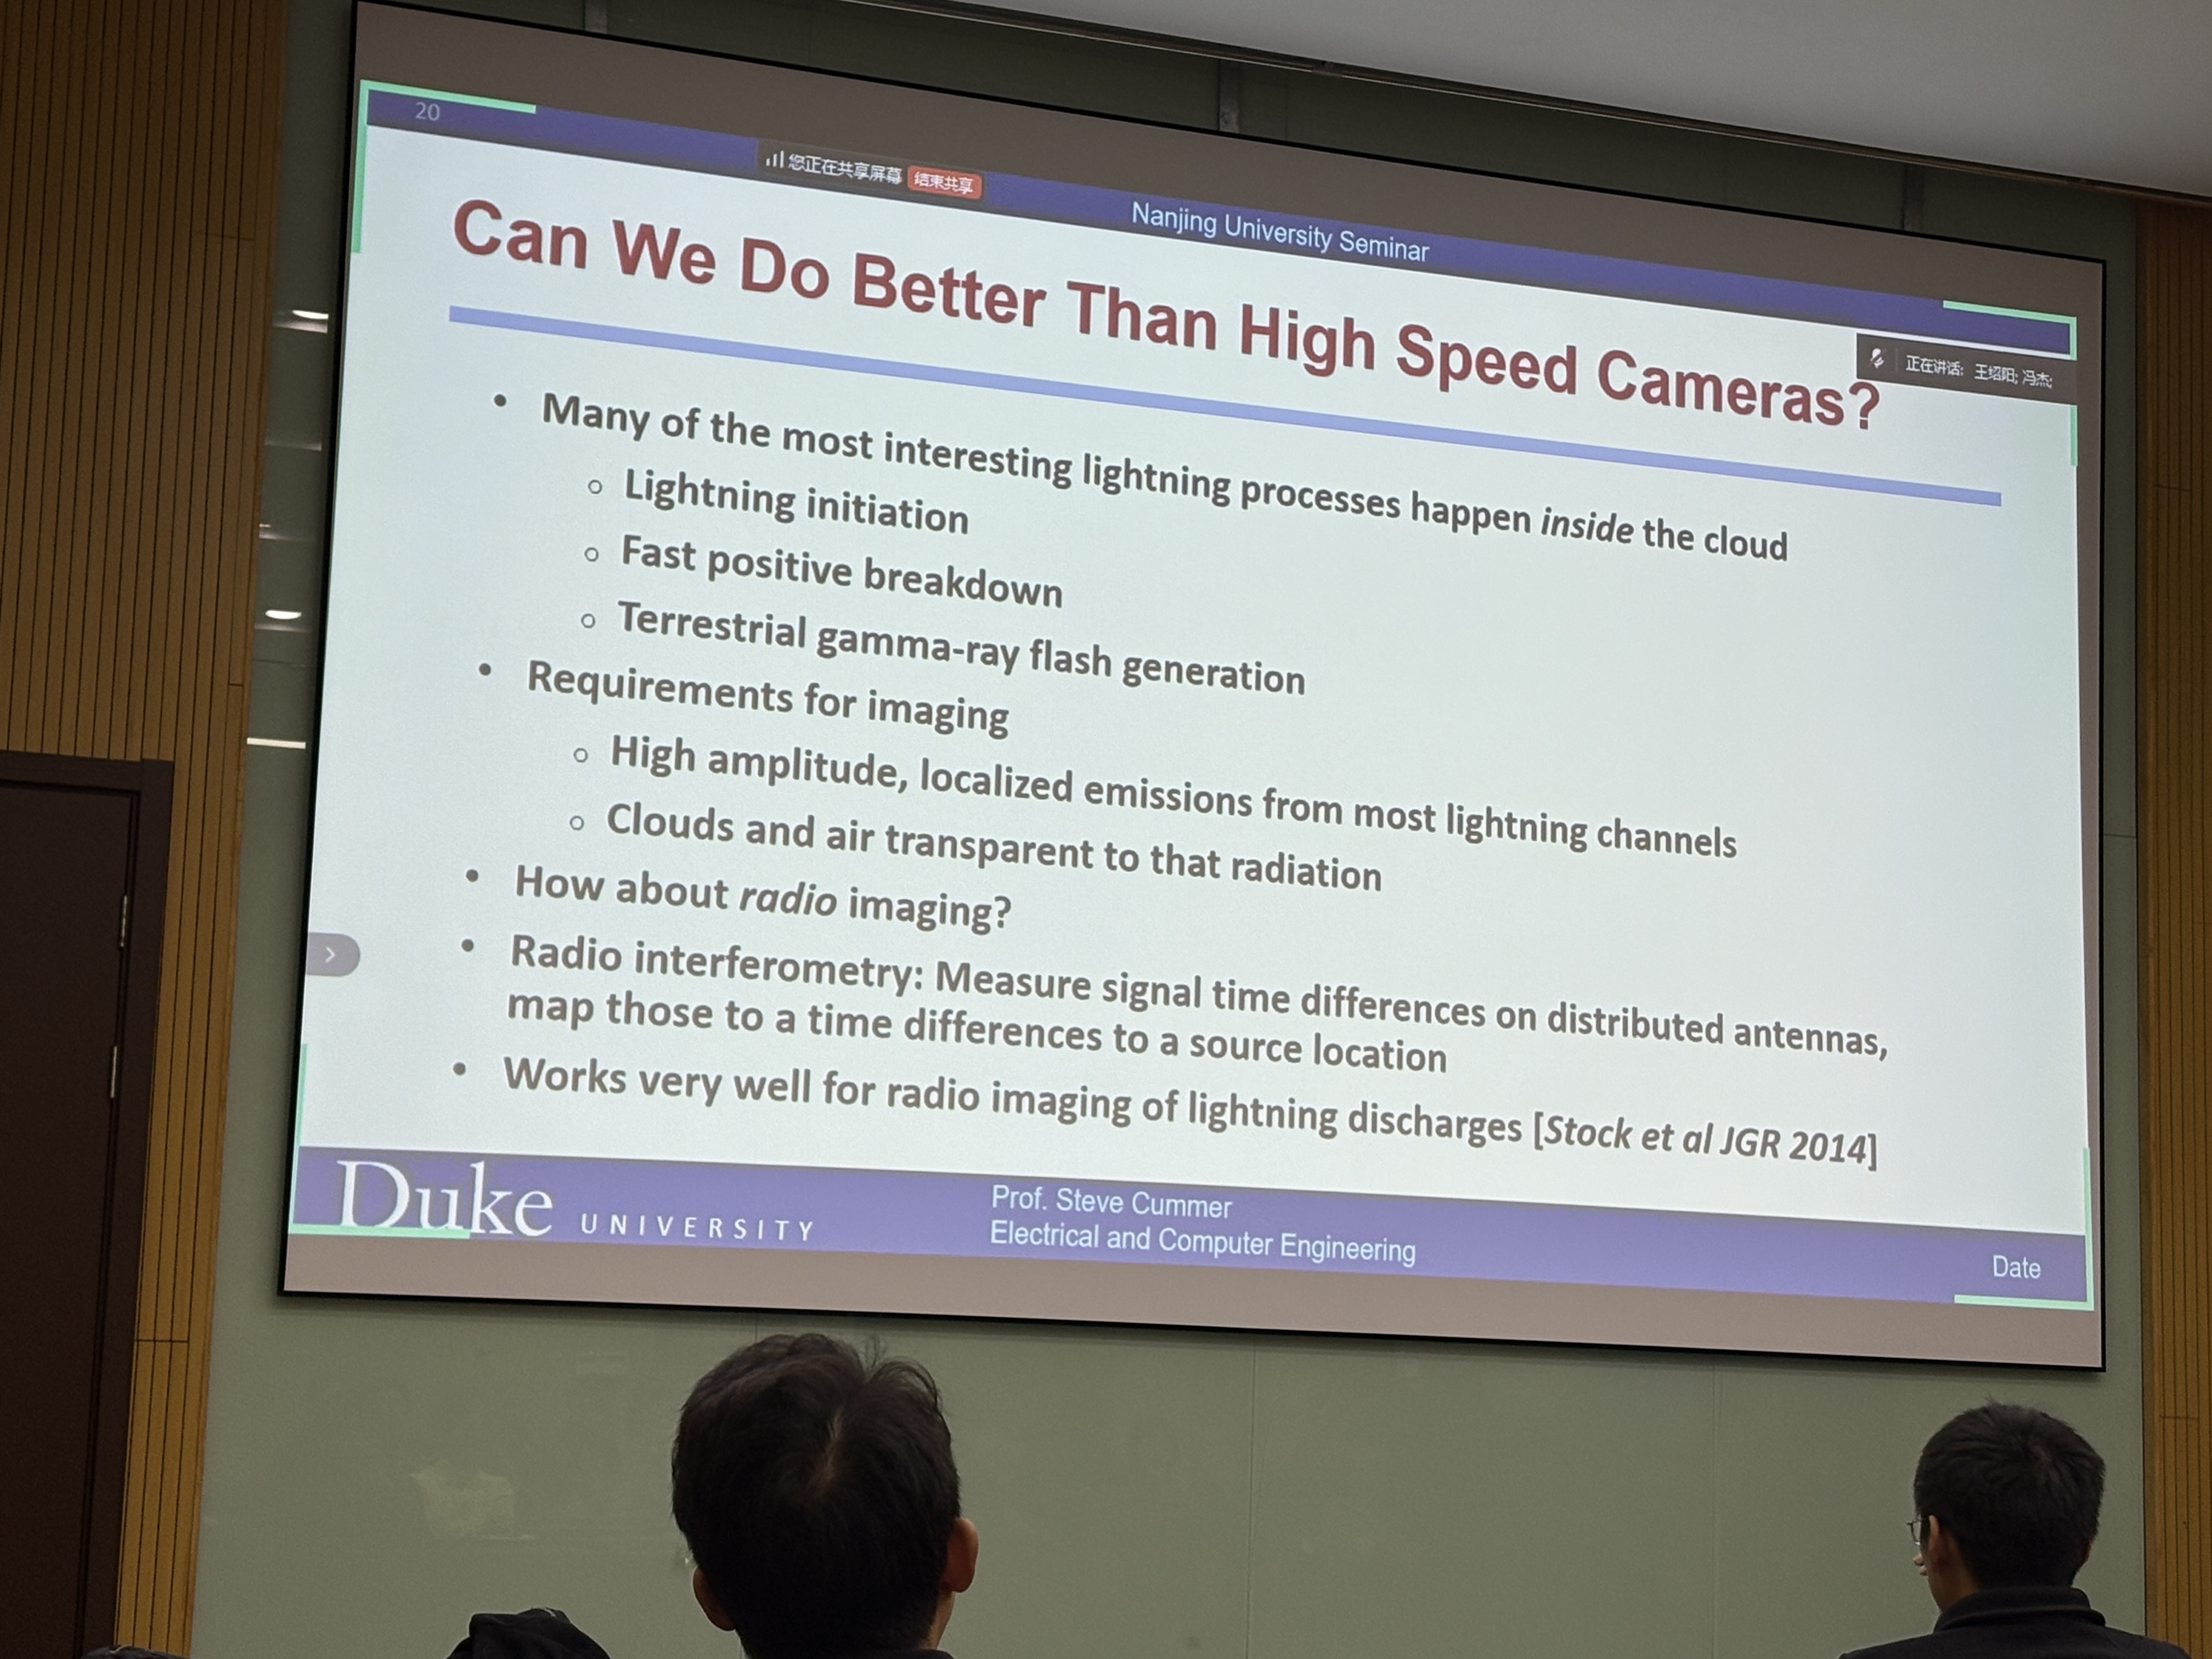 20
您正在共享屏幕 结束共享
Nanjing University Seminar
Can We Do Better Than High Speed Cameras?
正在讲话: 王绍阳; 冯杰;
• Many of the most interesting lightning processes happen inside the cloud
○ Lightning initiation
○ Fast positive breakdown
○ Terrestrial gamma-ray flash generation
• Requirements for imaging
○ High amplitude, localized emissions from most lightning channels
○ Clouds and air transparent to that radiation
• How about radio imaging?
• Radio interferometry: Measure signal time differences on distributed antennas,
map those to a time differences to a source location
• Works very well for radio imaging of lightning discharges [Stock et al JGR 2014]
Duke UNIVERSITY
Prof. Steve Cummer
Electrical and Computer Engineering
Date